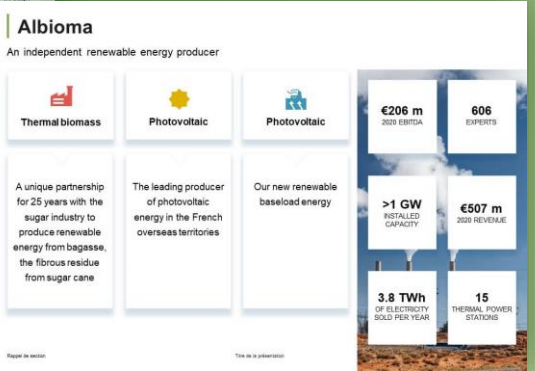 Albioma
An independent renewable energy producer
Thermal biomass
Photovoltaic
Photovoltaic
A unique partnership
for 25 years with the
sugar industry to
produce renewable
energy from bagasse,
the fibrous residue
from sugar cane
The leading producer
of photovoltaic
energy in the French
overseas territories
Our new renewable
baseload energy
€206 m
2020 EBITDA
606
EXPERTS
>1 GW
INSTALLED
CAPACITY
€507 m
2020 REVENUE
3.8 TWh
OF ELECTRICITY
SOLD PER YEAR
15
THERMAL POWER
STATIONS
Rappel de section
Titre de la présentation